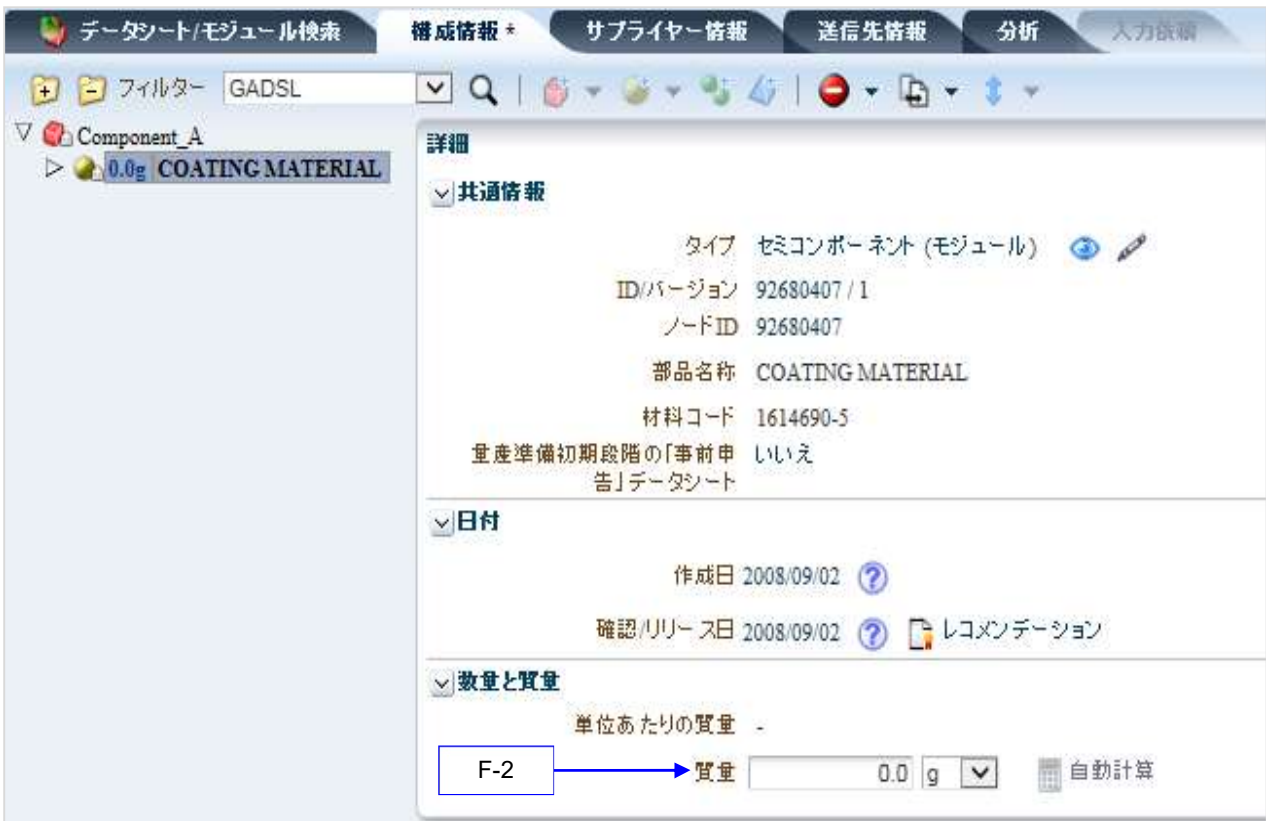 データシート/モジュール検索 構成情報 * サプライヤー情報 送信先情報 分析 入力依頼
フィルター GADSL
Component_A
0.0g COATING MATERIAL
詳細
共通情報
タイプ セミコンポーネント (モジュール)
ID/バージョン 92680407 / 1
ノードID 92680407
部品名称 COATING MATERIAL
材料コード 1614690-5
量産準備初期段階の「事前申 いいえ
告」データシート
日付
作成日 2008/09/02
確認/リリース日 2008/09/02 レコメンデーション
数量と質量
単位あたりの質量 -
F-2 質量 0.0 g 自動計算